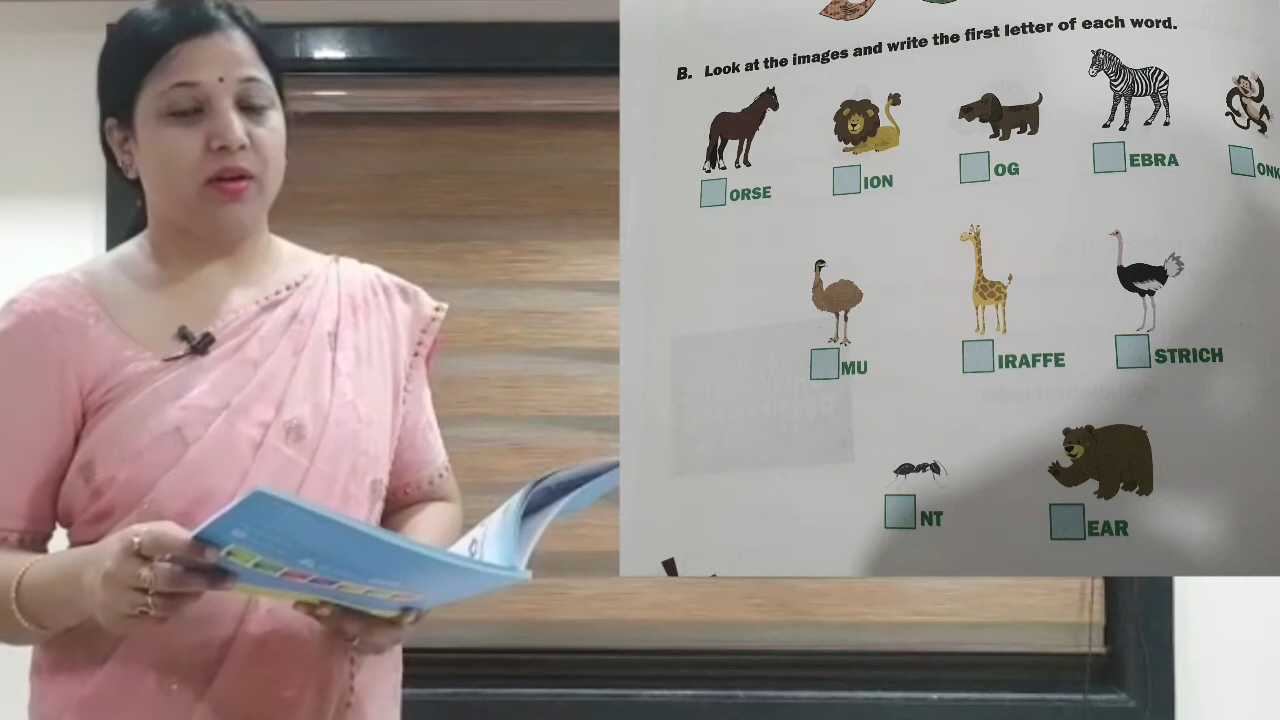 B. Look at the images and write the first letter of each word.
ORSE ION OG EBRA ONK
MU IRAFFE STRICH
NT EAR